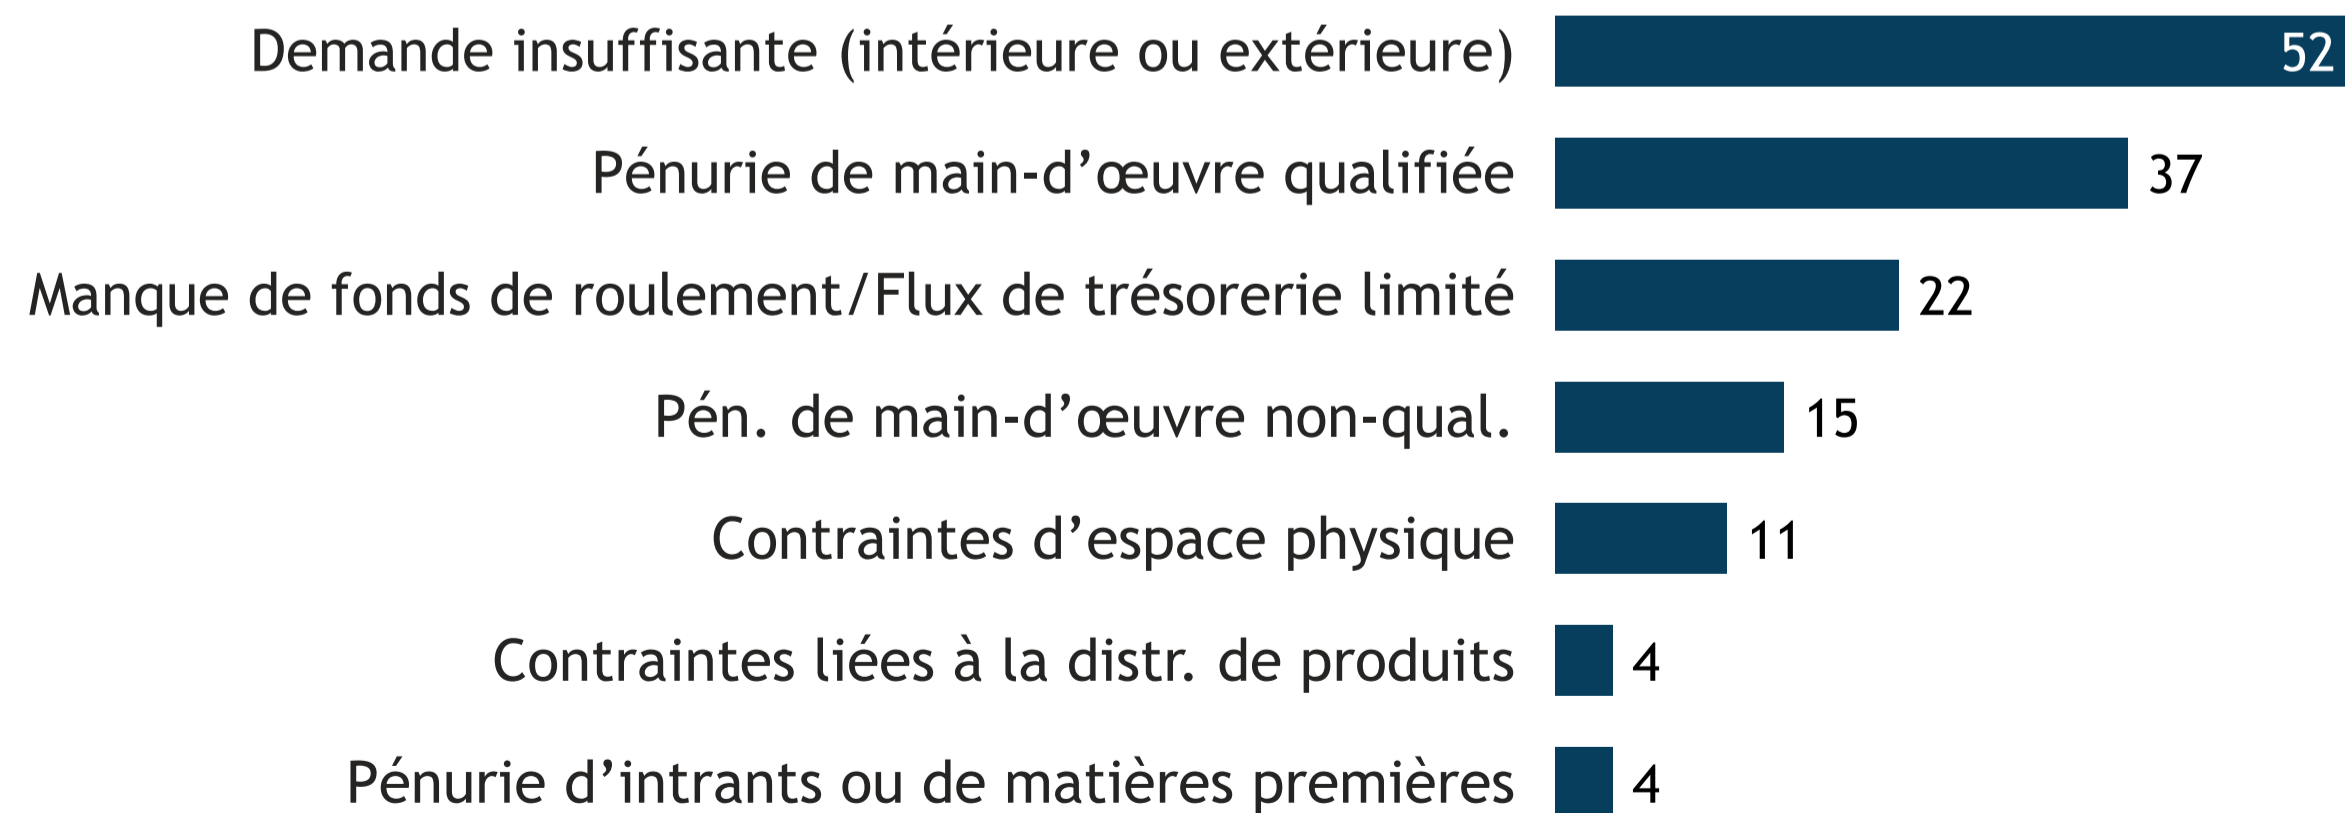 Demande insuffisante (intérieure ou extérieure) 52
Pénurie de main-d’œuvre qualifiée 37
Manque de fonds de roulement/Flux de trésorerie limité 22
Pén. de main-d’œuvre non-qual. 15
Contraintes d’espace physique 11
Contraintes liées à la distr. de produits 4
Pénurie d’intrants ou de matières premières 4